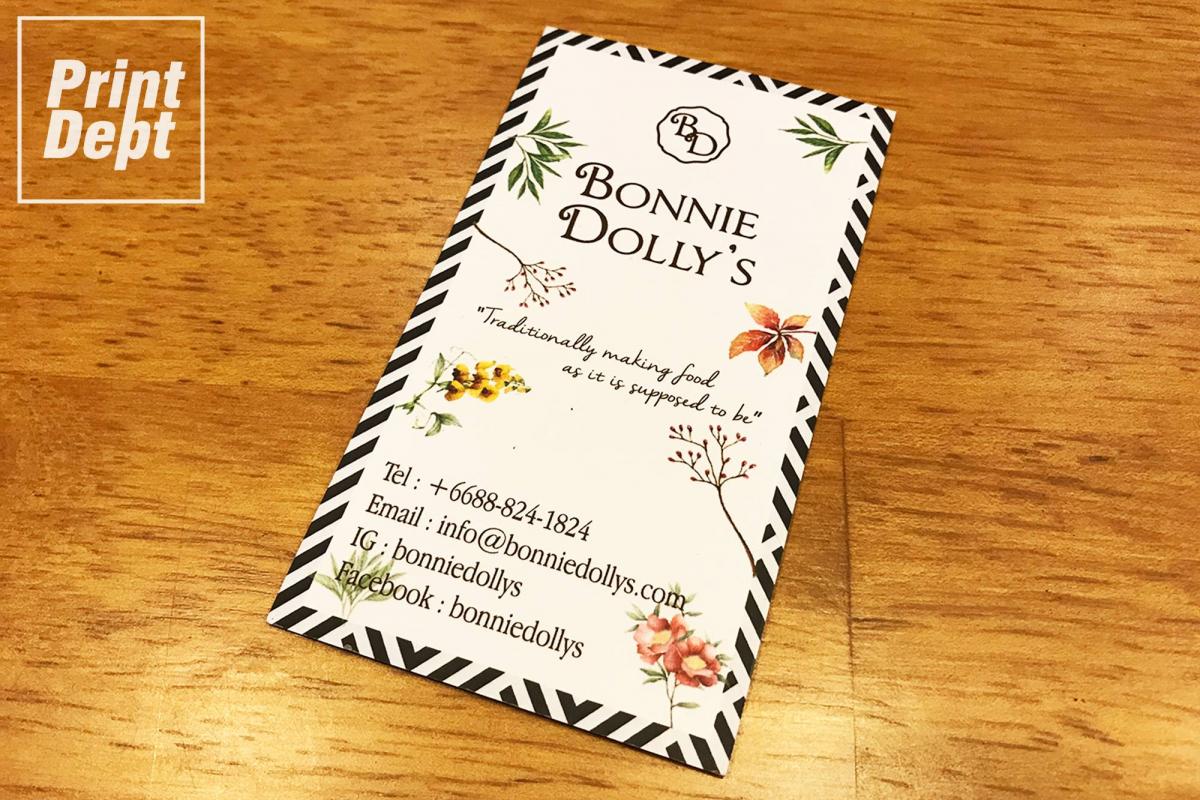 Print
Dept
BD
BONNIE
DOLLY'S
"Traditionally making food
as it is supposed to be"
Tel : +6688-824-1824
Email : info@bonniedollys.com
IG : bonniedollys
Facebook : bonniedollys